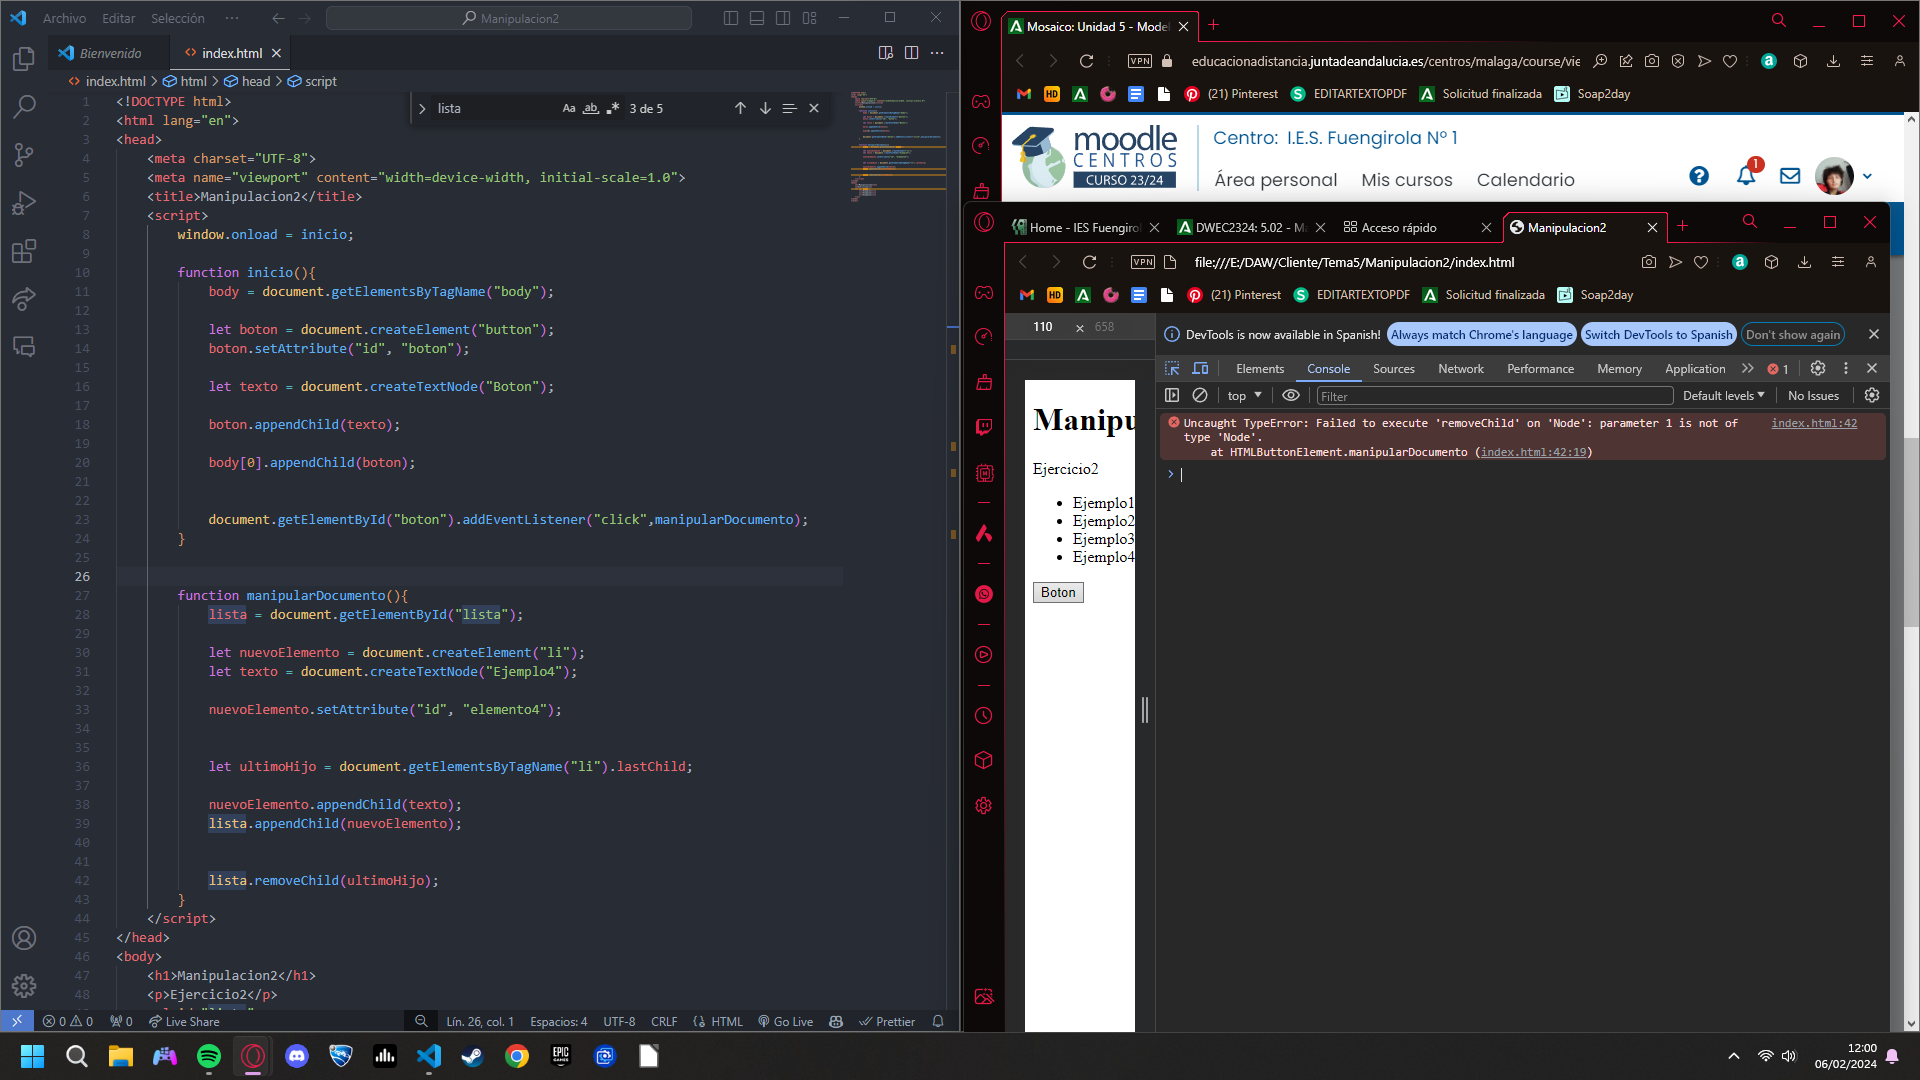 Archivo Editar Selección ··· Manipulacion2
Bienvenido index.html
index.html > html > head > script
lista Aa ab 3 de 5
1 <!DOCTYPE html>
2 <html lang="en">
3 <head>
4 <meta charset="UTF-8">
5 <meta name="viewport" content="width=device-width, initial-scale=1.0">
6 <title>Manipulacion2</title>
7 <script>
8 window.onload = inicio;
9
10 function inicio(){
11 body = document.getElementsByTagName("body");
12
13 let boton = document.createElement("button");
14 boton.setAttribute("id", "boton");
15
16 let texto = document.createTextNode("Boton");
17
18 boton.appendChild(texto);
19
20 body[0].appendChild(boton);
21
22
23 document.getElementById("boton").addEventListener("click",manipularDocumento);
24 }
25
26
27 function manipularDocumento(){
28 lista = document.getElementById("lista");
29
30 let nuevoElemento = document.createElement("li");
31 let texto = document.createTextNode("Ejemplo4");
32
33 nuevoElemento.setAttribute("id", "elemento4");
34
35
36 let ultimoHijo = document.getElementsByTagName("li").lastChild;
37
38 nuevoElemento.appendChild(texto);
39 lista.appendChild(nuevoElemento);
40
41
42 lista.removeChild(ultimoHijo);
43 }
44 </script>
45 </head>
46 <body>
47 <h1>Manipulacion2</h1>
48 <p>Ejercicio2</p>
0 0 0 Live Share Lín. 26, col. 1 Espacios: 4 UTF-8 CRLF HTML Go Live Prettier
Mosaico: Unidad 5 - Model
VPN educacionadistancia.juntadeandalucia.es/centros/malaga/course/vie
HD (21) Pinterest EDITARTEXTOPDF Solicitud finalizada Soap2day
moodle
CENTROS
CURSO 23/24
Centro: I.E.S. Fuengirola Nº 1
Área personal Mis cursos Calendario
1
Home - IES Fuengirol DWEC2324: 5.02 - Ma Acceso rápido Manipulacion2
VPN file:///E:/DAW/Cliente/Tema5/Manipulacion2/index.html
HD (21) Pinterest EDITARTEXTOPDF Solicitud finalizada Soap2day
110 × 658
DevTools is now available in Spanish! Always match Chrome's language Switch DevTools to Spanish Don't show again
Elements Console Sources Network Performance Memory Application 1
top Filter Default levels No Issues
Uncaught TypeError: Failed to execute 'removeChild' on 'Node': parameter 1 is not of index.html:42
type 'Node'.
at HTMLButtonElement.manipularDocumento (index.html:42:19)
Manipu
Ejercicio2
Ejemplo1
Ejemplo2
Ejemplo3
Ejemplo4
Boton
EPIC GAMES
12:00
06/02/2024